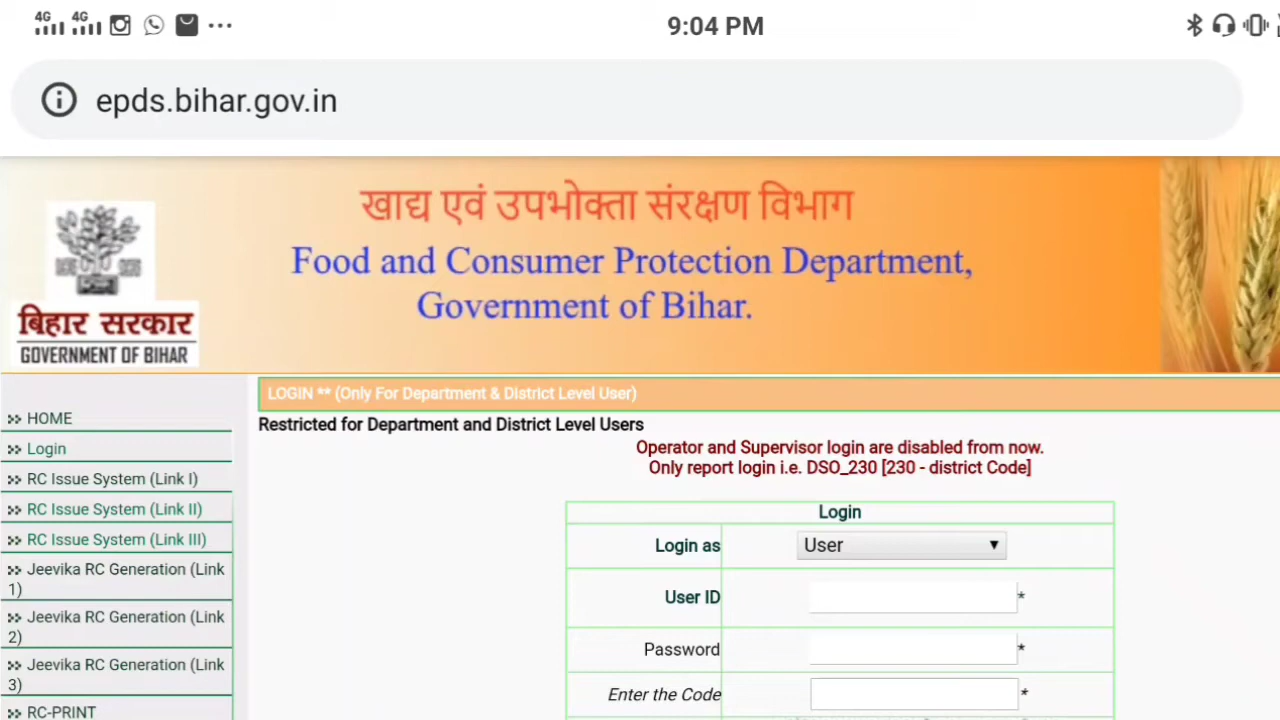 4G 4G 9:04 PM
epds.bihar.gov.in
खाद्य एवं उपभोक्ता संरक्षण विभाग
Food and Consumer Protection Department,
Government of Bihar.
बिहार सरकार
GOVERNMENT OF BIHAR
HOME
Login
RC Issue System (Link I)
RC Issue System (Link II)
RC Issue System (Link III)
Jeevika RC Generation (Link
1)
Jeevika RC Generation (Link
2)
Jeevika RC Generation (Link
3)
RC-PRINT
LOGIN ** (Only For Department & District Level User)
Restricted for Department and District Level Users
Operator and Supervisor login are disabled from now.
Only report login i.e. DSO_230 [230 - district Code]
Login
Login as User
User ID *
Password *
Enter the Code *